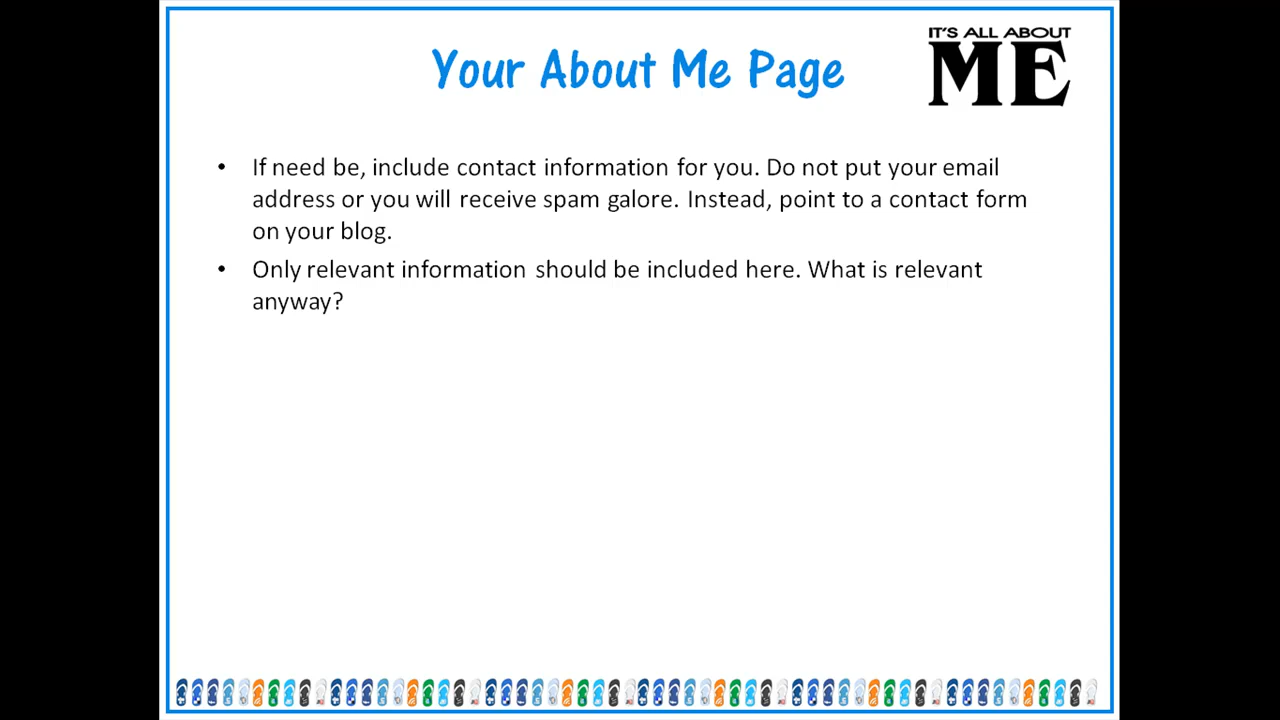 IT'S ALL ABOUT
ME
Your About Me Page
• If need be, include contact information for you. Do not put your email
address or you will receive spam galore. Instead, point to a contact form
on your blog.
• Only relevant information should be included here. What is relevant
anyway?